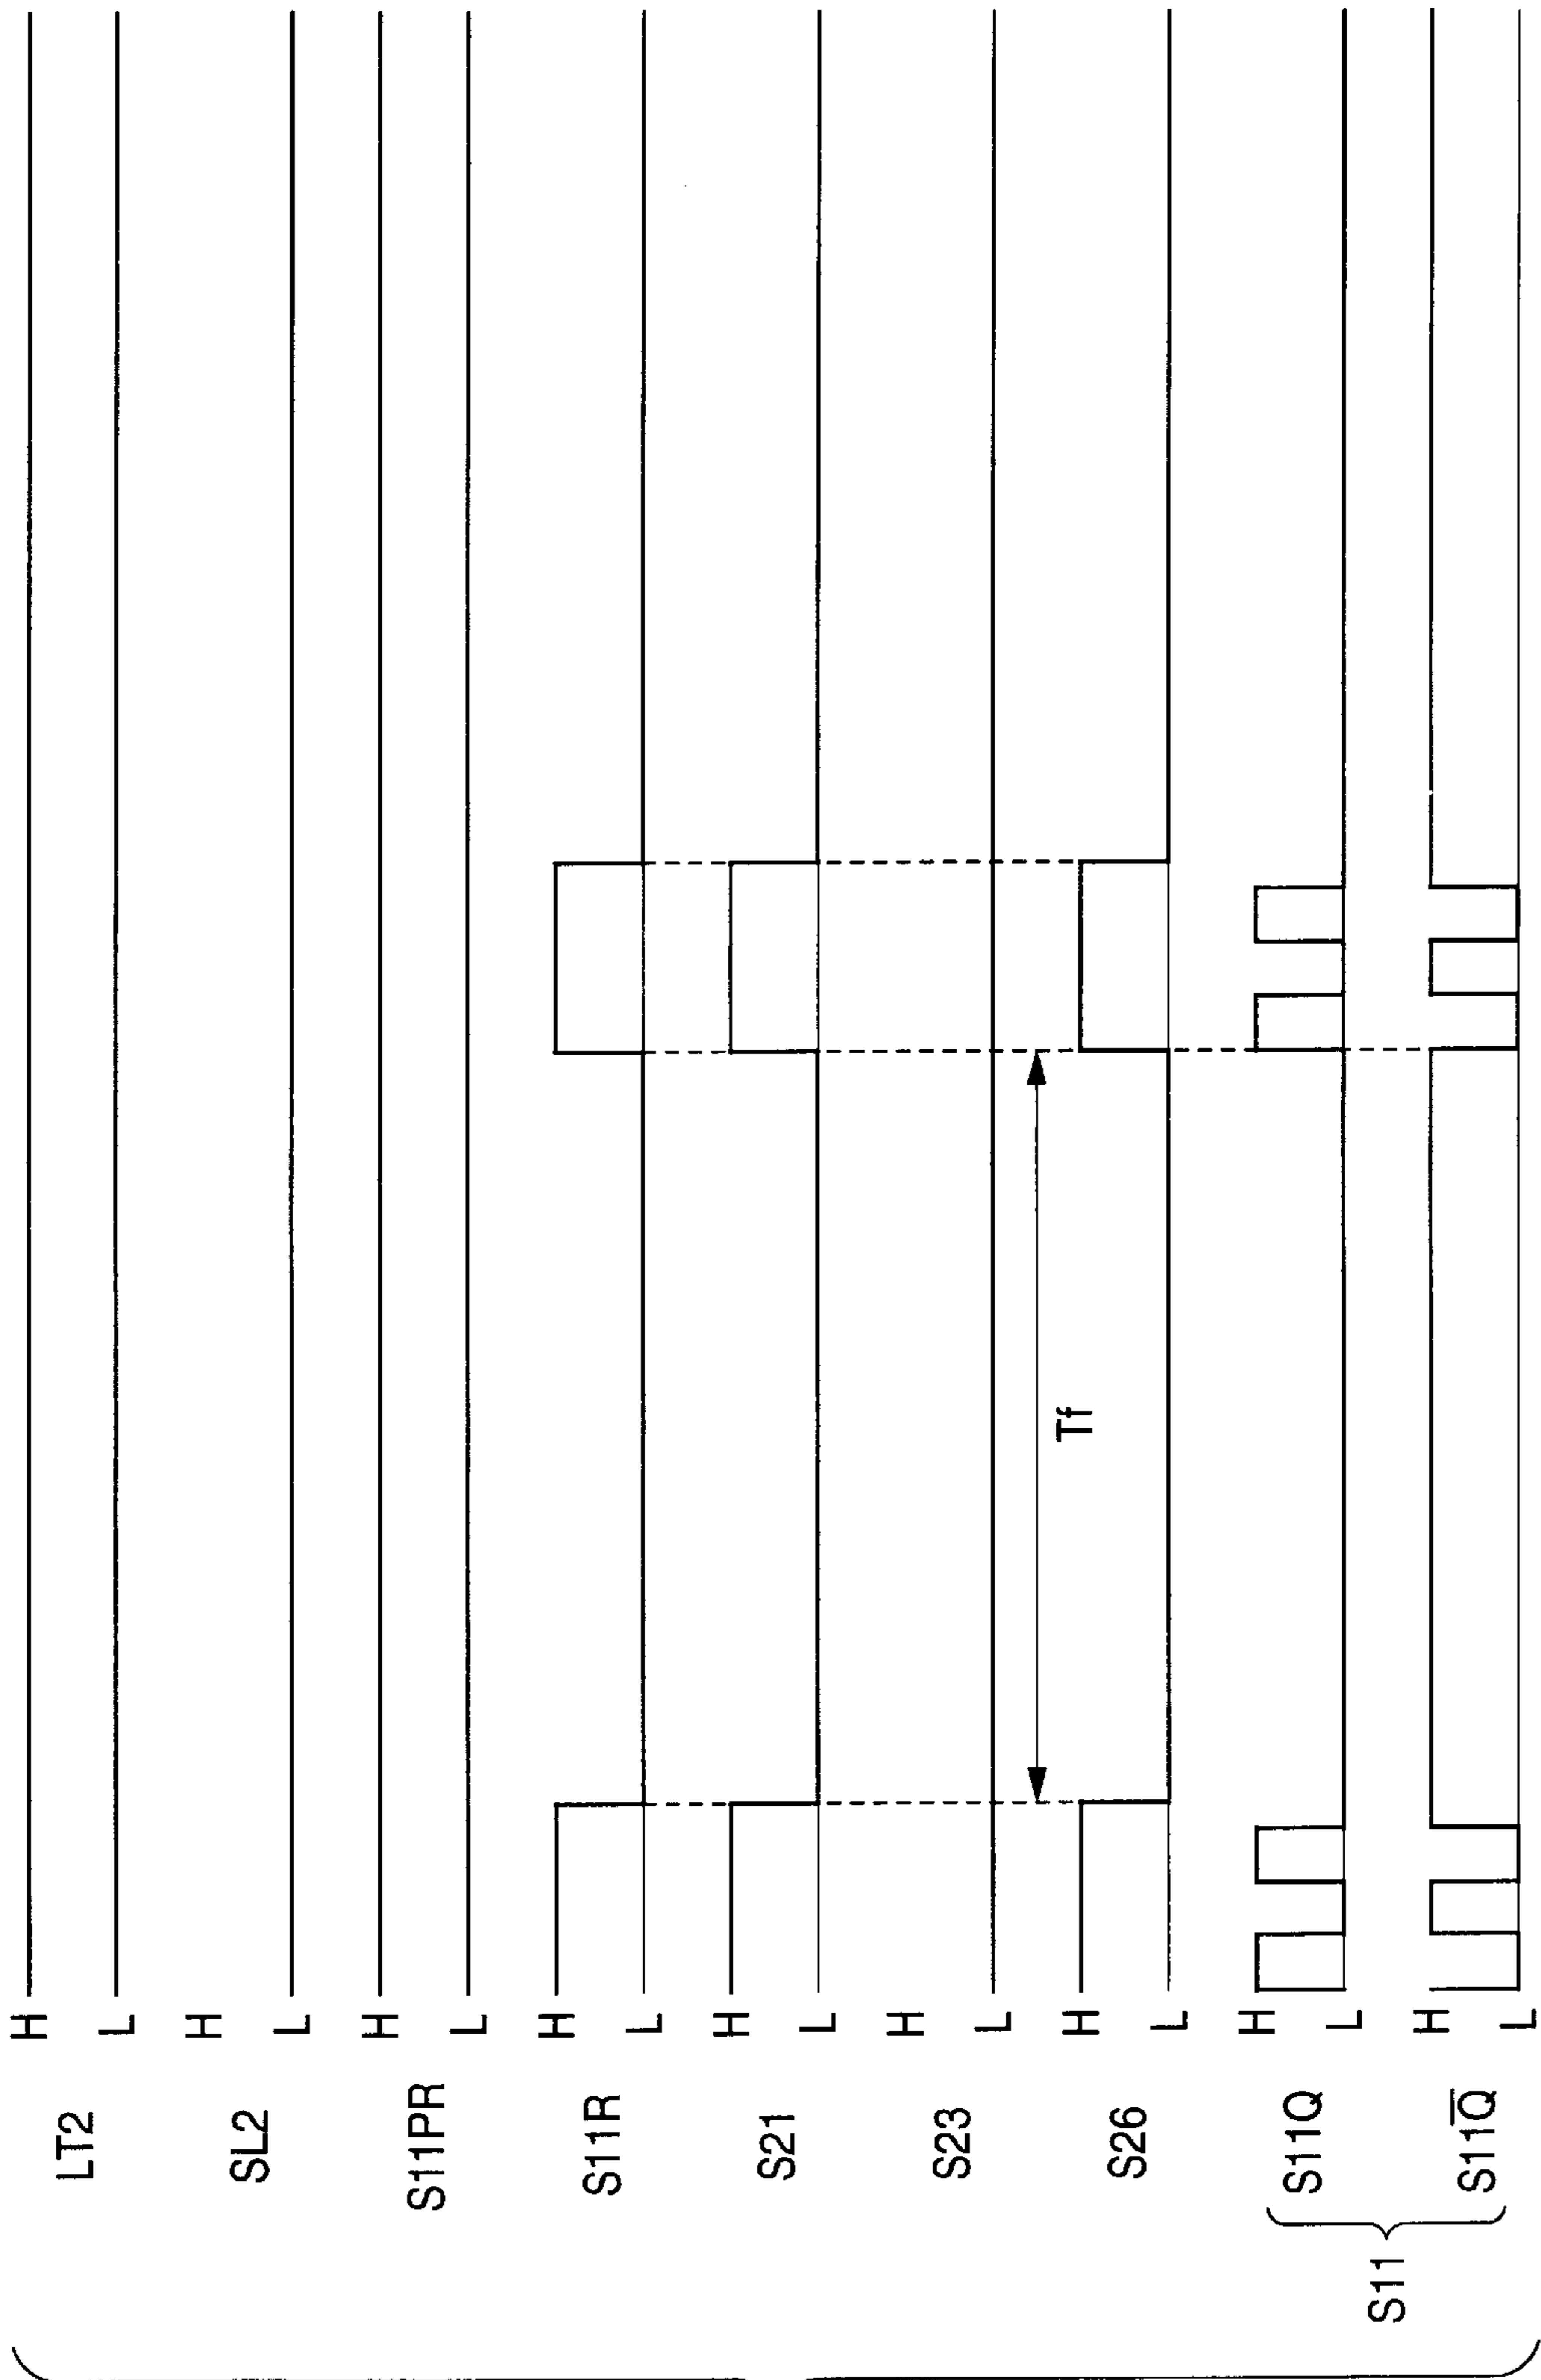 LT2 H
L
SL2 H
L
S11PR H
L
S11R H
L
S21 H
L
S23 H
L
Tf
S26 H
L
S11 S11Q H
L
S11Q̅ H
L